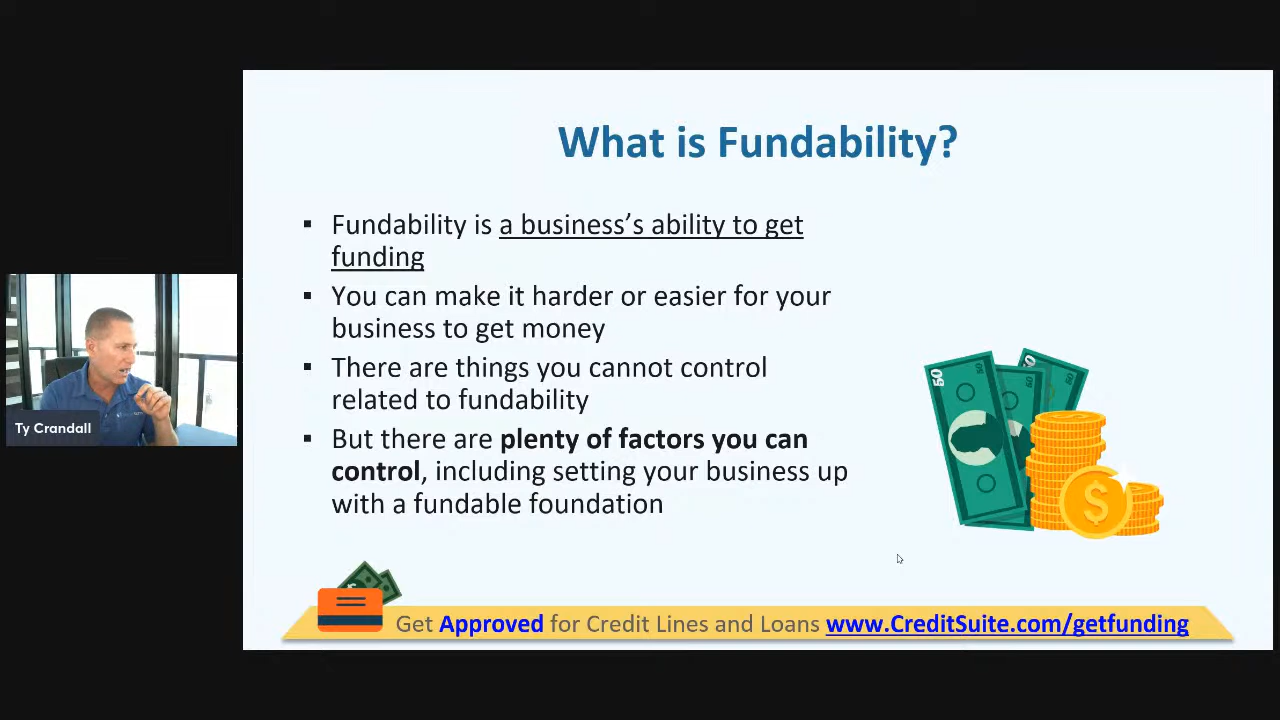 What is Fundability?
▪ Fundability is a business’s ability to get
funding
▪ You can make it harder or easier for your
business to get money
▪ There are things you cannot control
related to fundability
▪ But there are plenty of factors you can
control, including setting your business up
with a fundable foundation
50
50
50
50
$
Ty Crandall
Get Approved for Credit Lines and Loans www.CreditSuite.com/getfunding